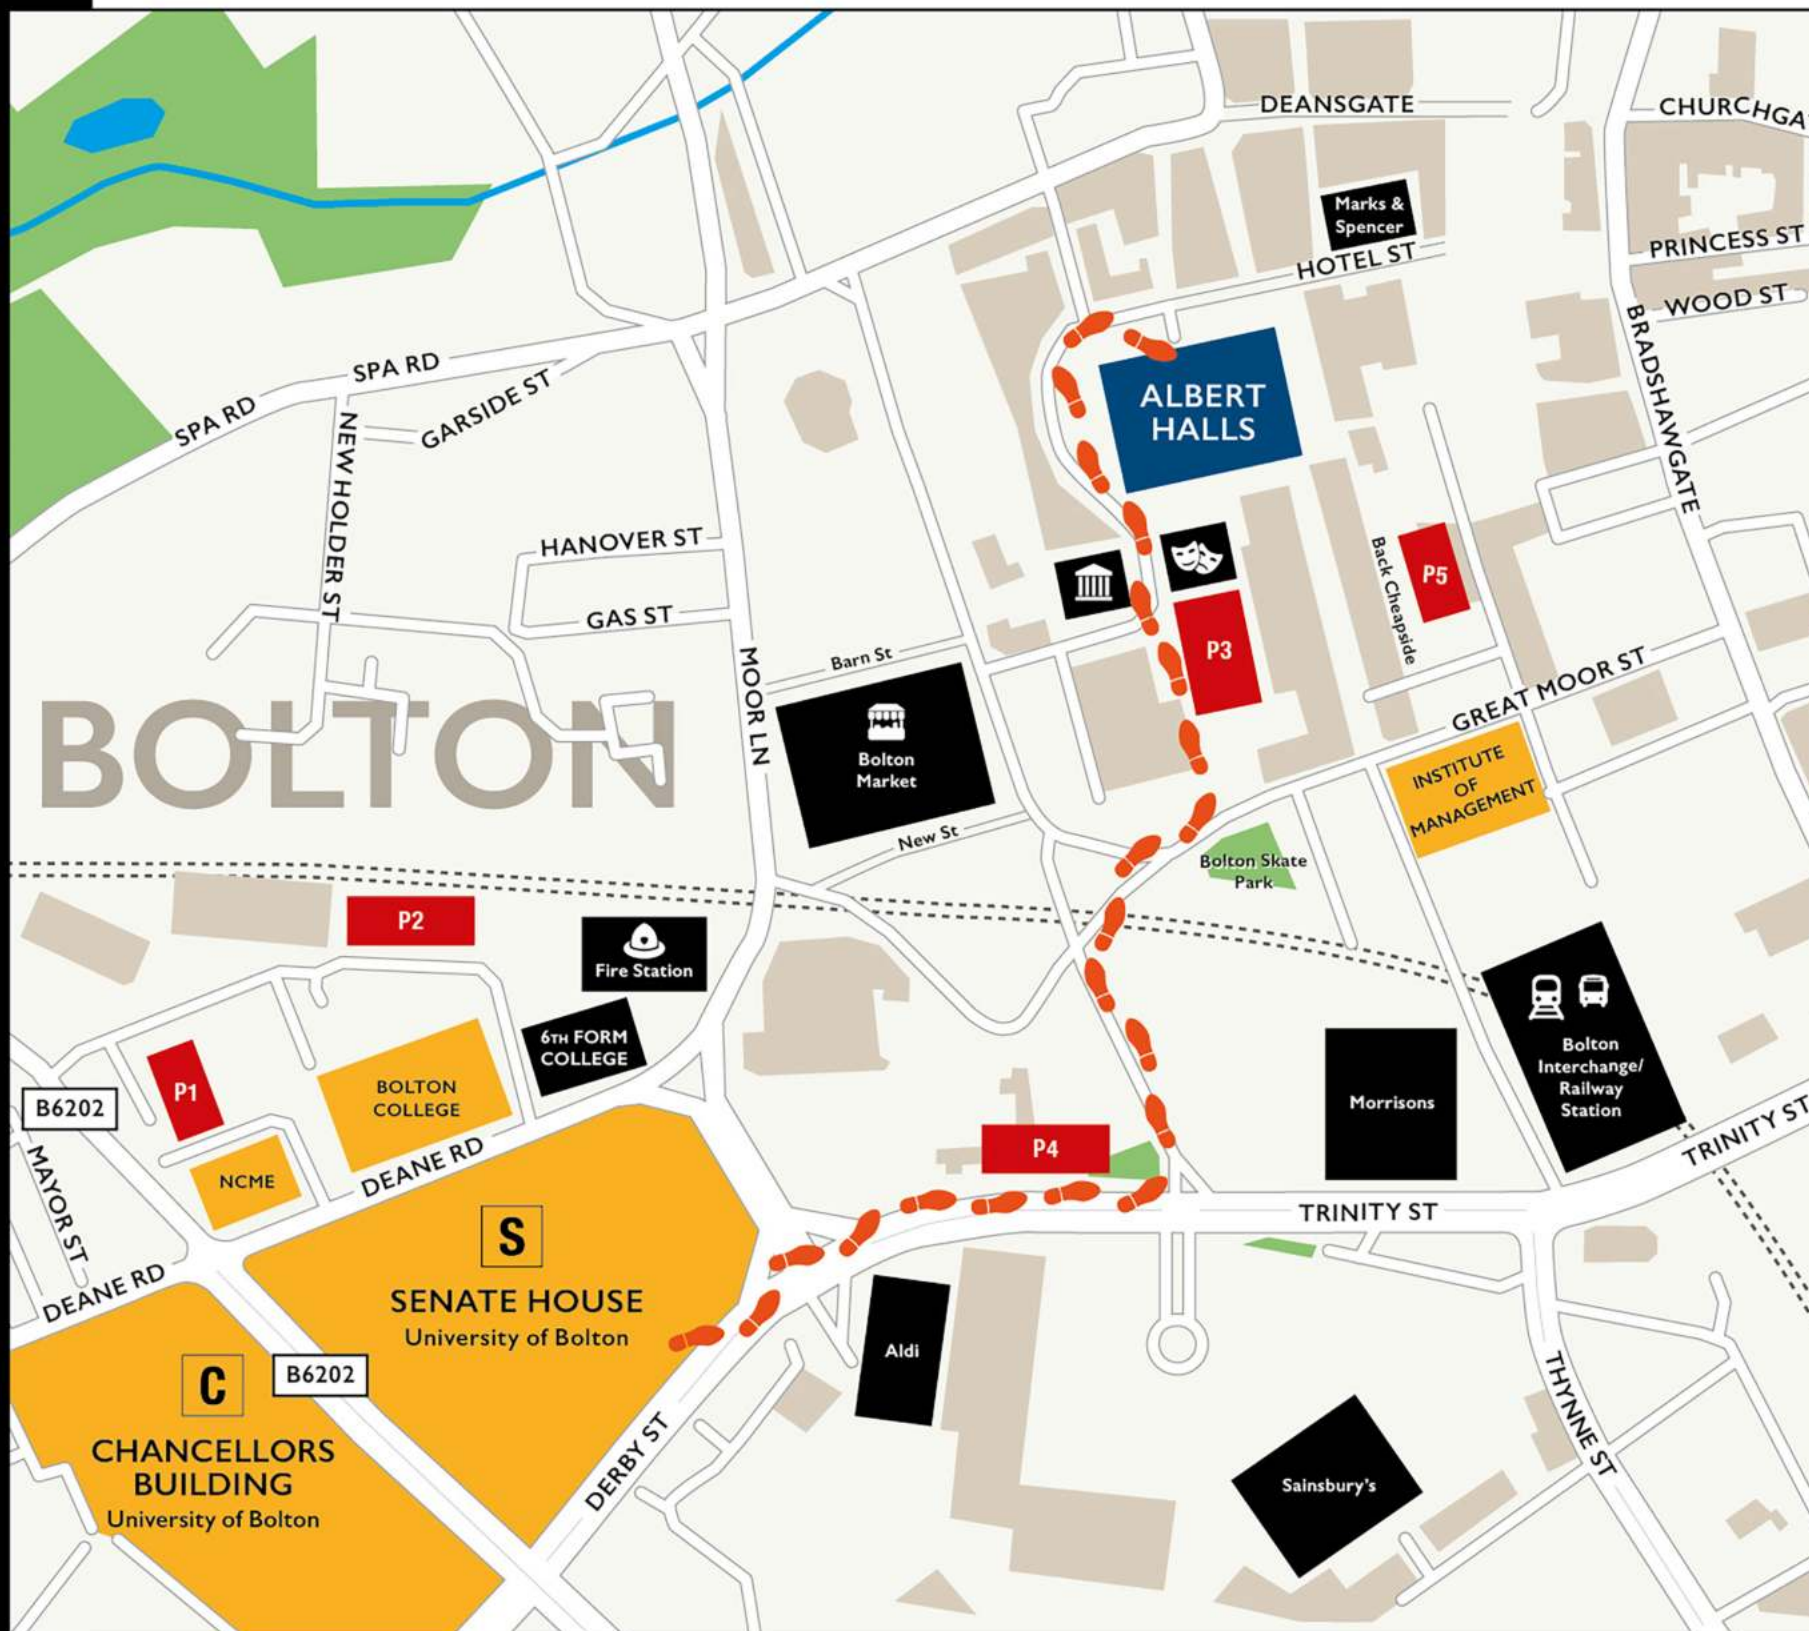 DEANSGATE
CHURCHGA
Marks &
Spencer
HOTEL ST
PRINCESS ST
WOOD ST
BRADSHAWGATE
SPA RD
SPA RD
GARSIDE ST
NEW HOLDER ST
ALBERT
HALLS
HANOVER ST
GAS ST
MOOR LN
Barn St
Bolton
Market
New St
P3
Back Cheapside
P5
GREAT MOOR ST
INSTITUTE
OF
MANAGEMENT
BOLTON
Bolton Skate
Park
P2
Fire Station
6TH FORM
COLLEGE
P1
BOLTON
COLLEGE
B6202
MAYOR ST
NCME
DEANE RD
DEANE RD
P4
Morrisons
Bolton
Interchange/
Railway
Station
TRINITY ST
TRINITY ST
S
SENATE HOUSE
University of Bolton
B6202
C
CHANCELLORS
BUILDING
University of Bolton
DERBY ST
Aldi
Sainsbury's
THYNNE ST